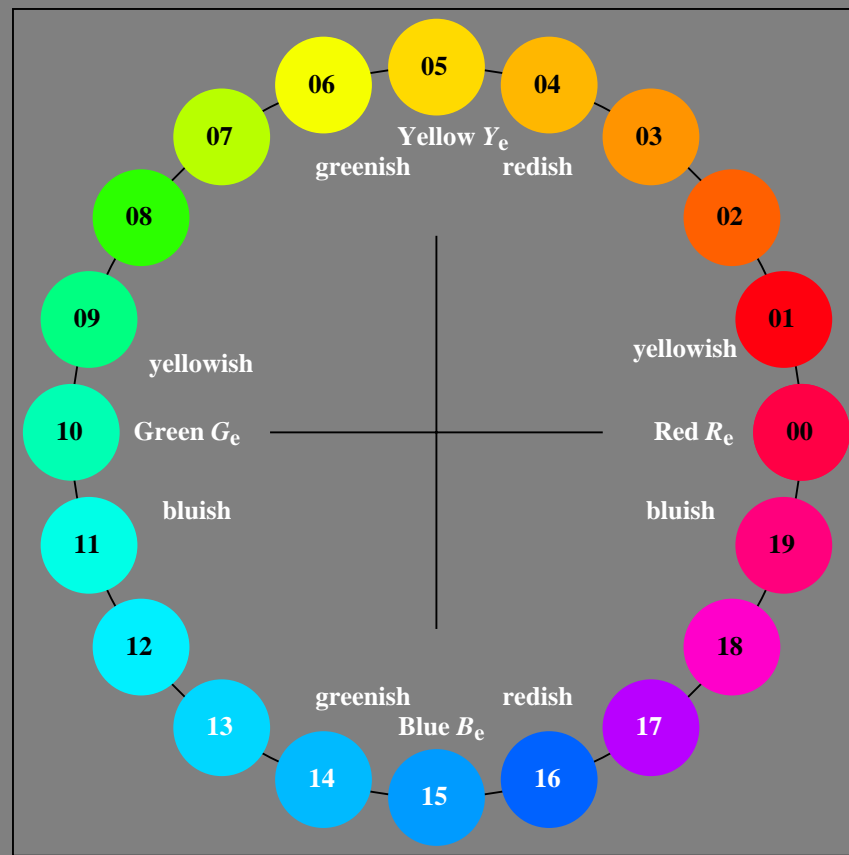 05
06
04
07
Yellow Ye
03
greenish
redish
08
02
09
01
yellowish
yellowish
10
Green Ge
Red Re
00
bluish
bluish
11
19
12
18
greenish
redish
13
Blue Be
17
14
16
15